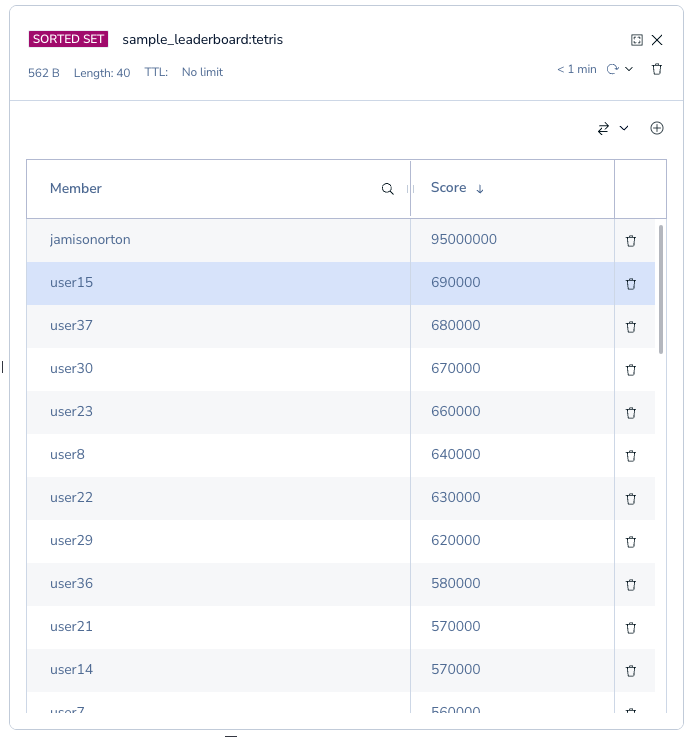 SORTED SET sample_leaderboard:tetris
562 B Length: 40 TTL: No limit < 1 min
Member Score
jamisonorton 95000000
user15 690000
user37 680000
user30 670000
user23 660000
user8 640000
user22 630000
user29 620000
user36 580000
user21 570000
user14 570000
user7 560000